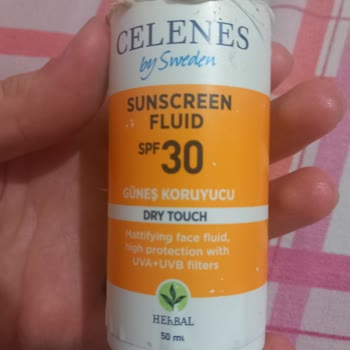 CELENES
by Sweden
SUNSCREEN
FLUID
SPF 30
GÜNEŞ KORUYUCU
DRY TOUCH
Mattifying face fluid,
high protection with
UVA+UVB filters
HERBAL
50 ml